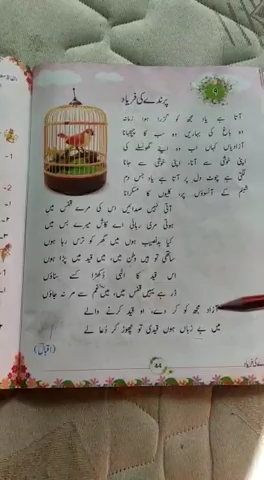 پرندے کی فریاد
آتا ہے یاد مجھ کو گزرا ہوا زمانہ
وہ باغ کی بہاریں وہ سب کا چہچہانا
آزادیاں کہاں اب وہ اپنے گھونسلے کی
اپنی خوشی سے آنا، اپنی خوشی سے جانا
لگتی ہے چوٹ دل پر آتا ہے یاد جس دم
شبنم کے آنسوؤں پر، کلیوں کا مسکرانا
آتی نہیں صدائیں اس کی مرے قفس میں
ہوتی مری رہائی اے کاش میرے بس میں
کیا بدنصیب ہوں میں گھر کو ترس رہا ہوں
ساتھی تو ہیں وطن میں، میں قید میں پڑا ہوں
اس قید کا الٰہی دکھڑا کسے سناؤں
ڈر ہے یہیں قفس میں، میں غم سے مر نہ جاؤں
آزاد مجھ کو کر دے، او قید کرنے والے
میں بے زباں ہوں قیدی تو چھوڑ کر دعا لے
(اقبال)
44